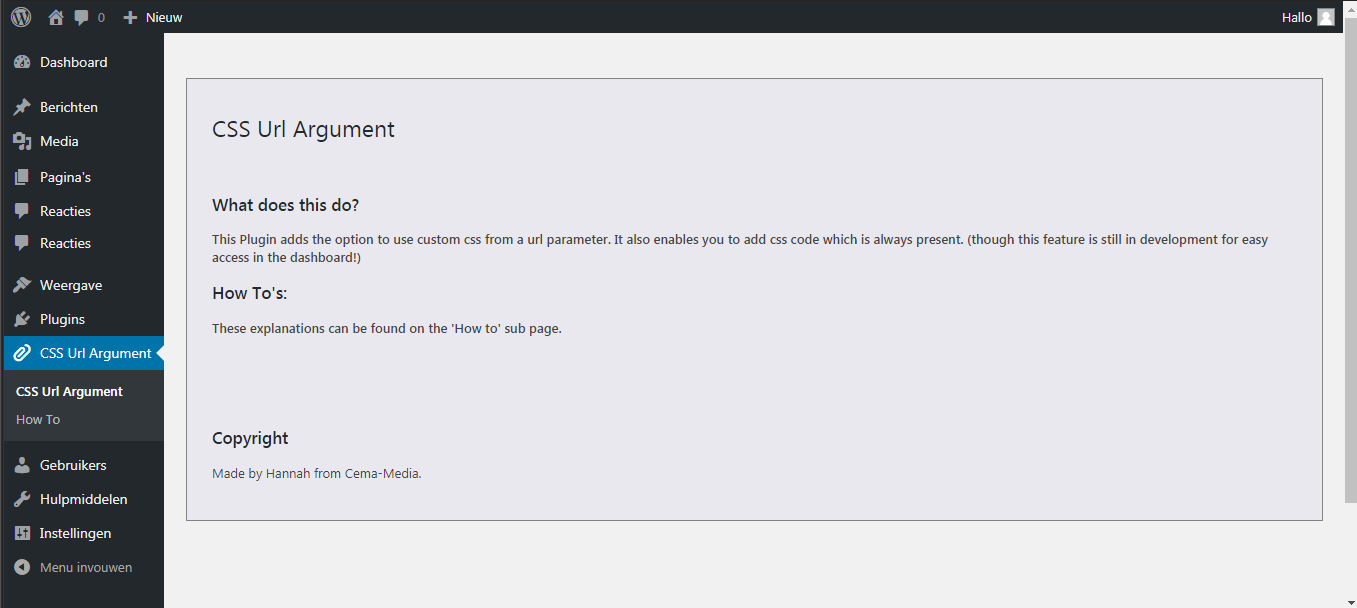 0 Nieuw
Hallo
Dashboard
Berichten
Media
Pagina's
Reacties
Reacties
Weergave
Plugins
CSS Url Argument
CSS Url Argument
How To
Gebruikers
Hulpmiddelen
Instellingen
Menu invouwen
CSS Url Argument
What does this do?
This Plugin adds the option to use custom css from a url parameter. It also enables you to add css code which is always present. (though this feature is still in development for easy
access in the dashboard!)
How To's:
These explanations can be found on the 'How to' sub page.
Copyright
Made by Hannah from Cema-Media.